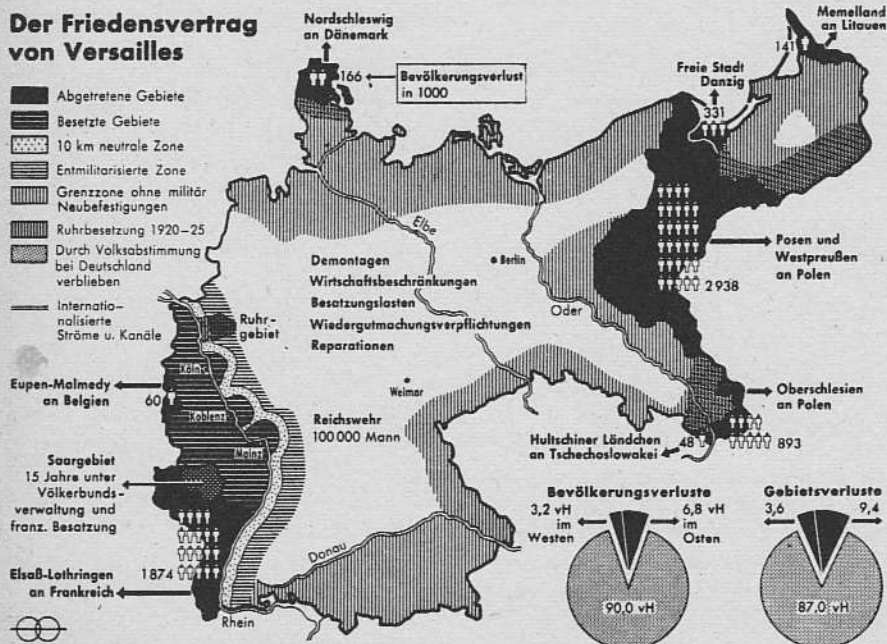 Der Friedensvertrag
von Versailles
Abgetretene Gebiete
Besetzte Gebiete
10 km neutrale Zone
Entmilitarisierte Zone
Grenzzone ohne militär
Neubefestigungen
Ruhrbesetzung 1920–25
Durch Volksabstimmung
bei Deutschland
verblieben
Internatio-
nalisierte
Ströme u. Kanäle
Nordschleswig
an Dänemark
166
Bevölkerungsverlust
in 1000
Memelland
an Litauen
141
Freie Stadt
Danzig
331
Posen und
Westpreußen
an Polen
2938
Elbe
Berlin
Oder
Demontagen
Wirtschaftsbeschränkungen
Besatzungslasten
Wiedergutmachungsverpflichtungen
Reparationen
Ruhr-
gebiet
Köln
Eupen-Malmedy
an Belgien
60
Koblenz
Mainz
Weimar
Reichswehr
100000 Mann
Oberschlesien
an Polen
893
Hultschiner Ländchen
an Tschechoslowakei
48
Saargebiet
15 Jahre unter
Völkerbunds-
verwaltung und
franz. Besatzung
1874
Elsaß-Lothringen
an Frankreich
Donau
Rhein
Bevölkerungsverluste
3,2 vH
im
Westen
6,8 vH
im
Osten
90,0 vH
Gebietsverluste
3,6
9,4
87,0 vH